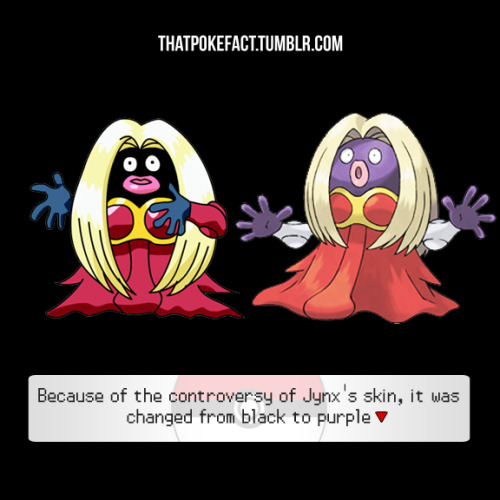 THATPOKEFACT.TUMBLR.COM
Because of the controversy of Jynx's skin, it was
changed from black to purple